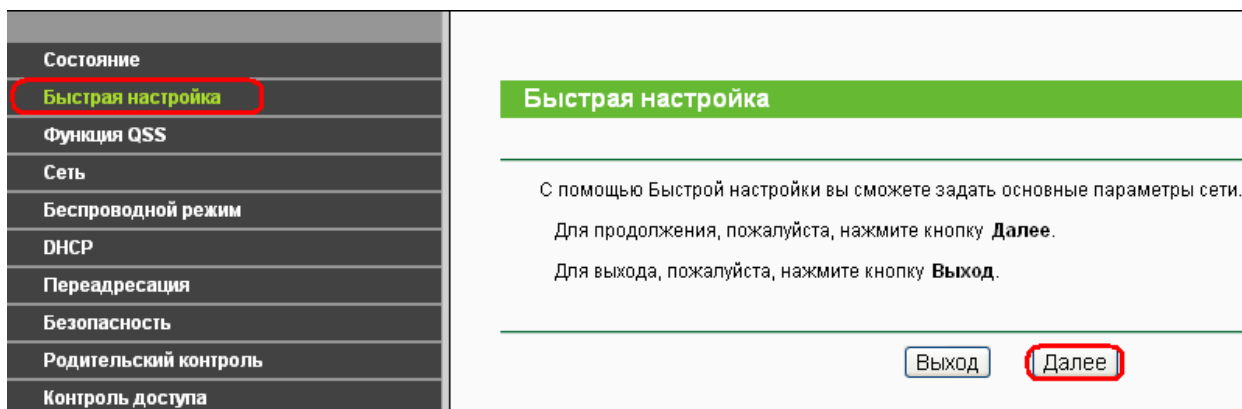 Состояние
Быстрая настройка
Функция QSS
Сеть
Беспроводной режим
DHCP
Переадресация
Безопасность
Родительский контроль
Контроль доступа
Быстрая настройка
С помощью Быстрой настройки вы сможете задать основные параметры сети.
Для продолжения, пожалуйста, нажмите кнопку Далее.
Для выхода, пожалуйста, нажмите кнопку Выход.
Выход Далее